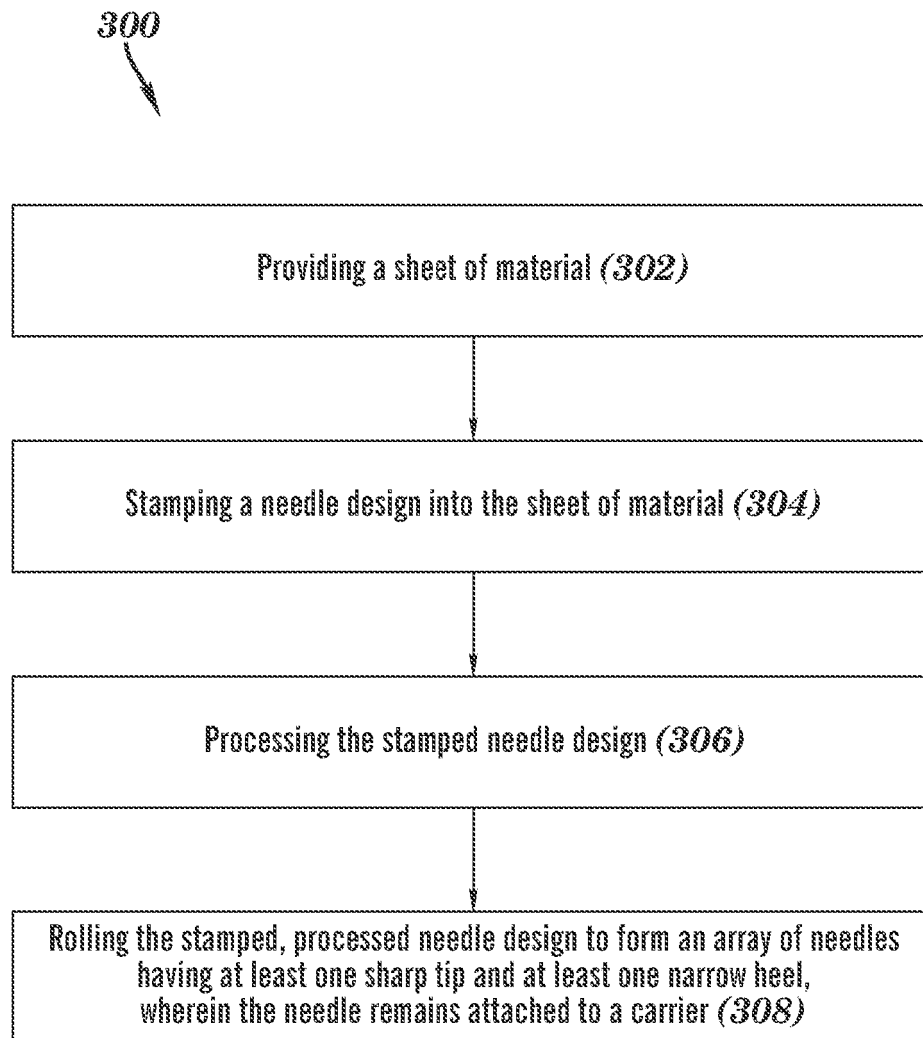 300
Providing a sheet of material (302)
Stamping a needle design into the sheet of material (304)
Processing the stamped needle design (306)
Rolling the stamped, processed needle design to form an array of needles
having at least one sharp tip and at least one narrow heel,
wherein the needle remains attached to a carrier (308)